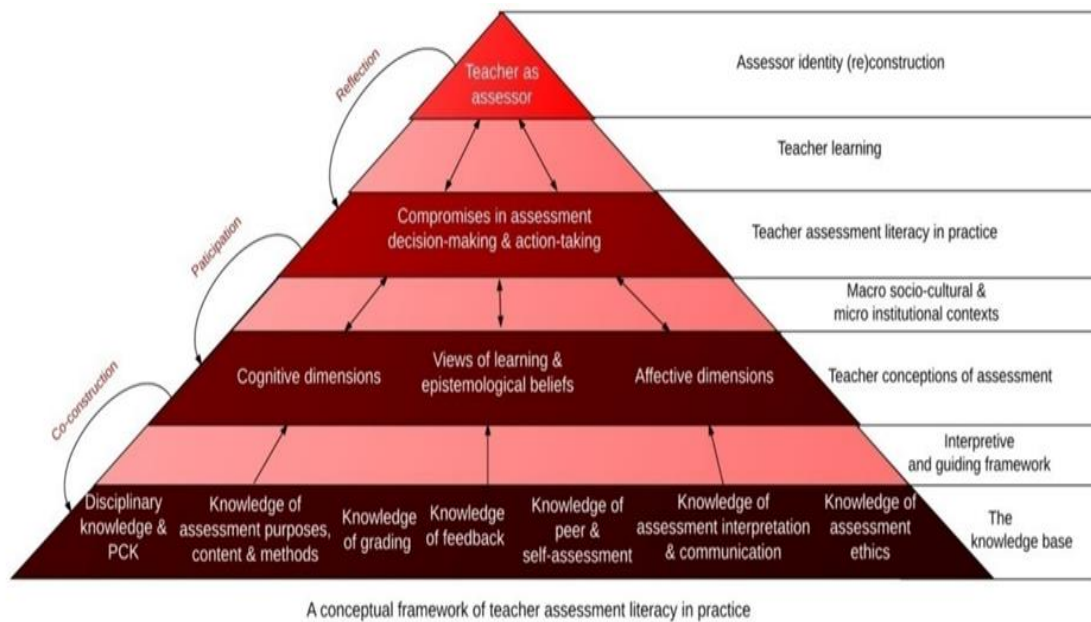 Reflection
Teacher as
assessor
Assessor identity (re)construction
Teacher learning
Paticipation
Compromises in assessment
decision-making & action-taking
Teacher assessment literacy in practice
Macro socio-cultural &
micro institutional contexts
Co-construction
Cognitive dimensions
Views of learning &
epistemological beliefs
Affective dimensions
Teacher conceptions of assessment
Interpretive
and guiding framework
Disciplinary
knowledge &
PCK
Knowledge of
assessment purposes,
content & methods
Knowledge
of grading
Knowledge
of feedback
Knowledge of
peer &
self-assessment
Knowledge of
assessment interpretation
& communication
Knowledge of
assessment
ethics
The
knowledge base
A conceptual framework of teacher assessment literacy in practice